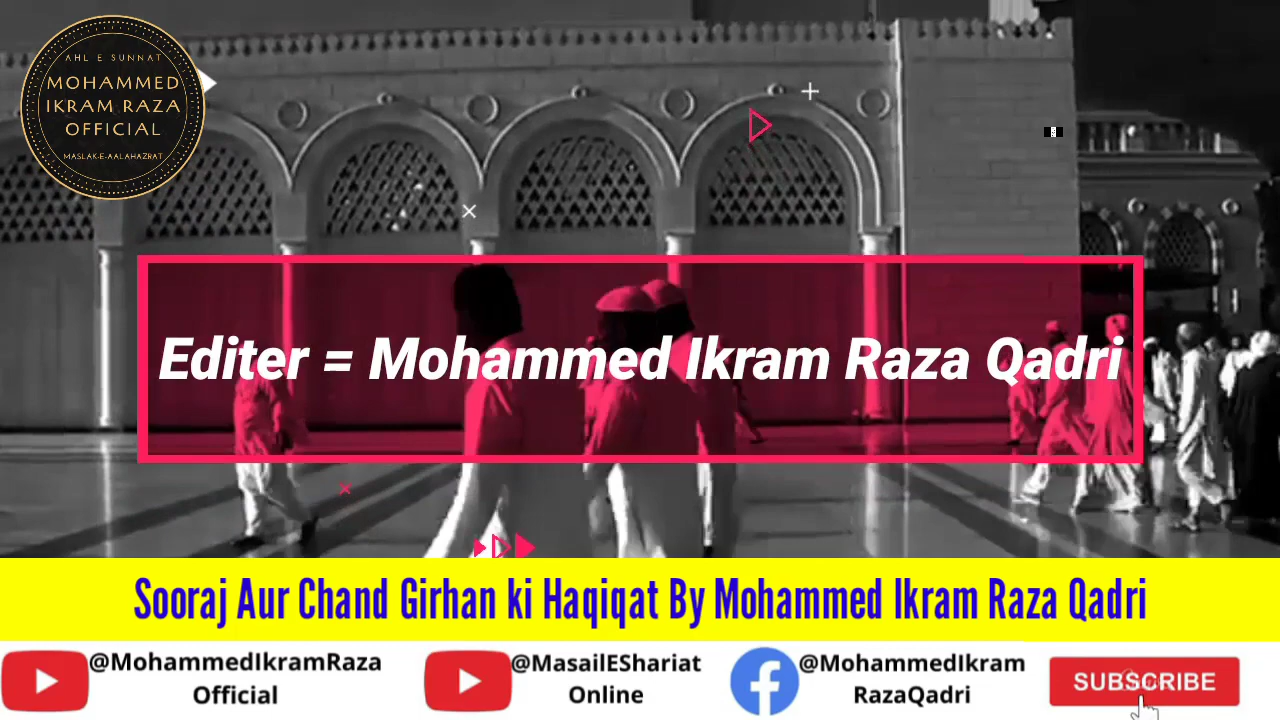 AHL E SUNNAT
MOHAMMED
IKRAM RAZA
OFFICIAL
MASLAK-E-AALAHAZRAT
Editer = Mohammed Ikram Raza Qadri
Sooraj Aur Chand Girhan ki Haqiqat By Mohammed Ikram Raza Qadri
@MohammedIkramRaza
Official
@MasailEShariat
Online
@MohammedIkram
RazaQadri
SUBSCRIBE